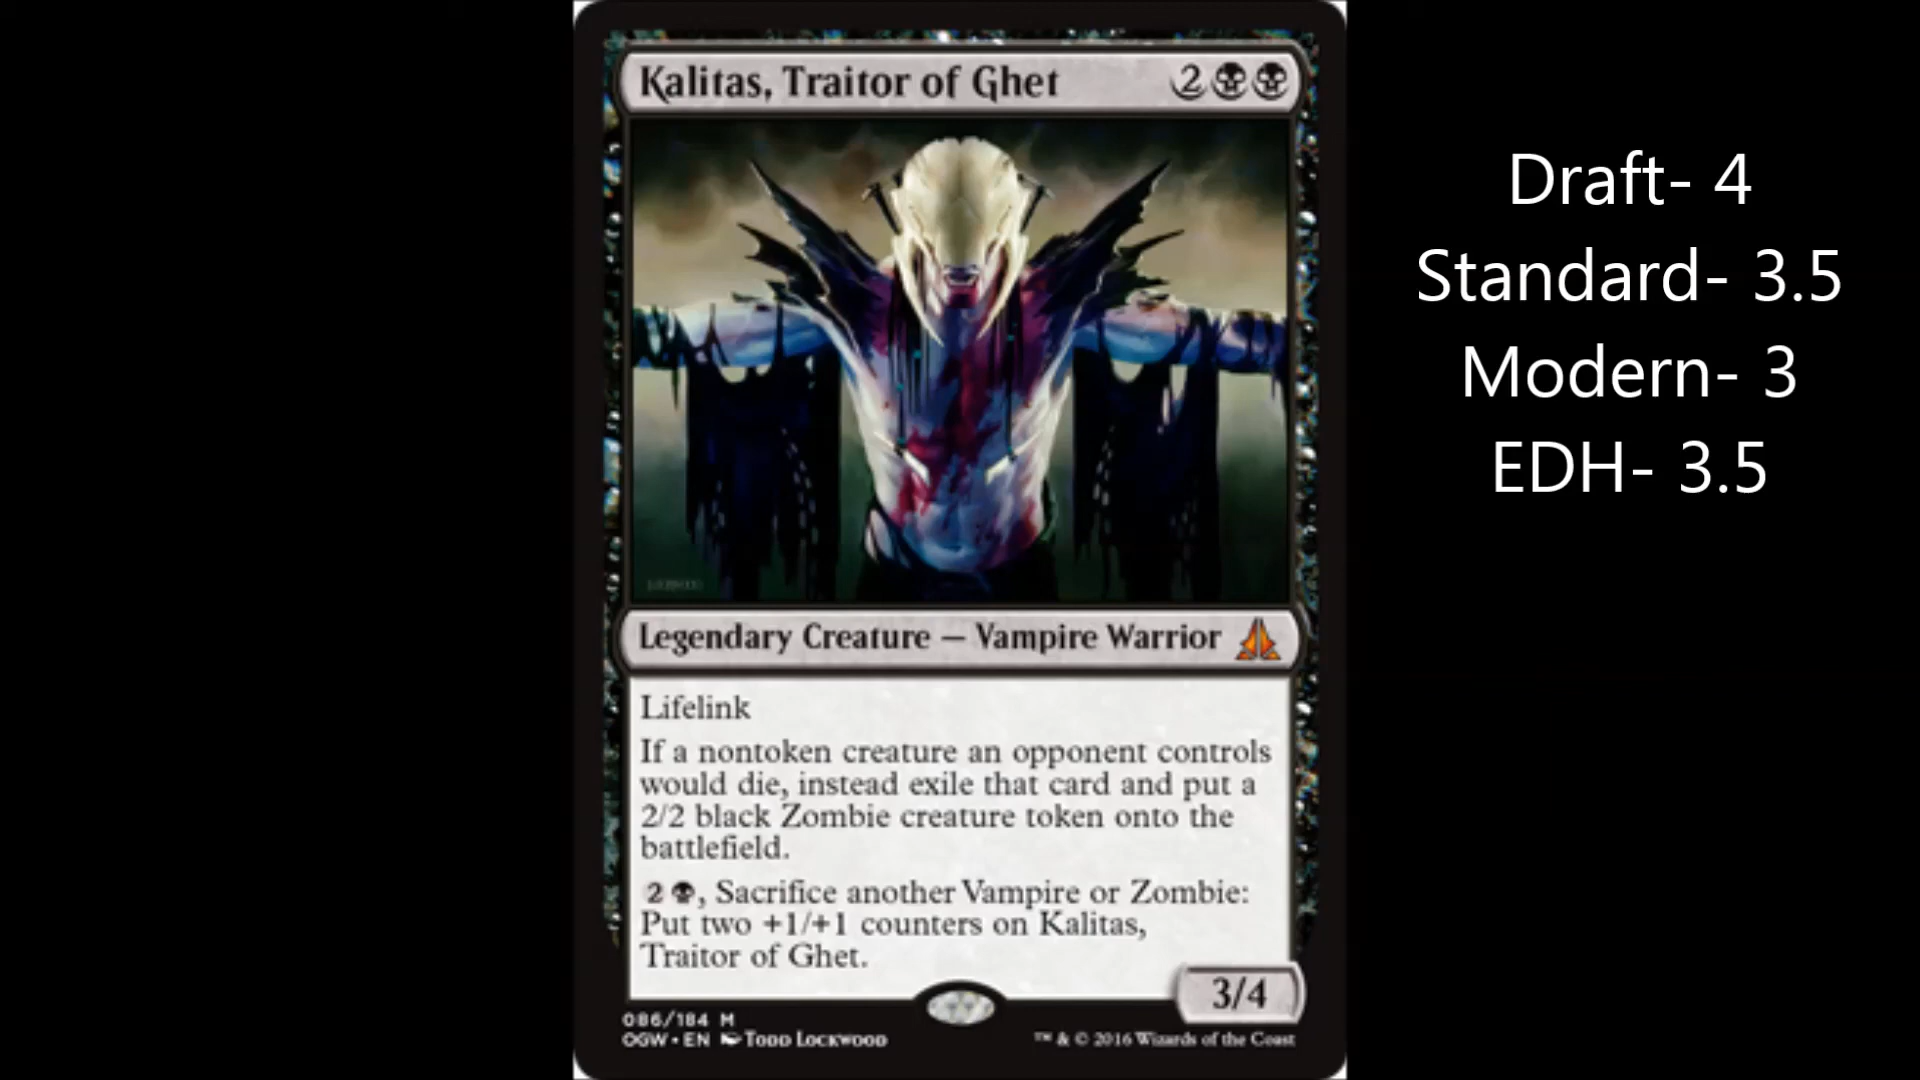 Kalitas, Traitor of Ghet 2
Legendary Creature — Vampire Warrior
Lifelink
If a nontoken creature an opponent controls
would die, instead exile that card and put a
2/2 black Zombie creature token onto the
battlefield.
2, Sacrifice another Vampire or Zombie:
Put two +1/+1 counters on Kalitas,
Traitor of Ghet.
3/4
086/184 M
OGW • EN Todd Lockwood
™ & © 2016 Wizards of the Coast
Draft- 4
Standard- 3.5
Modern- 3
EDH- 3.5